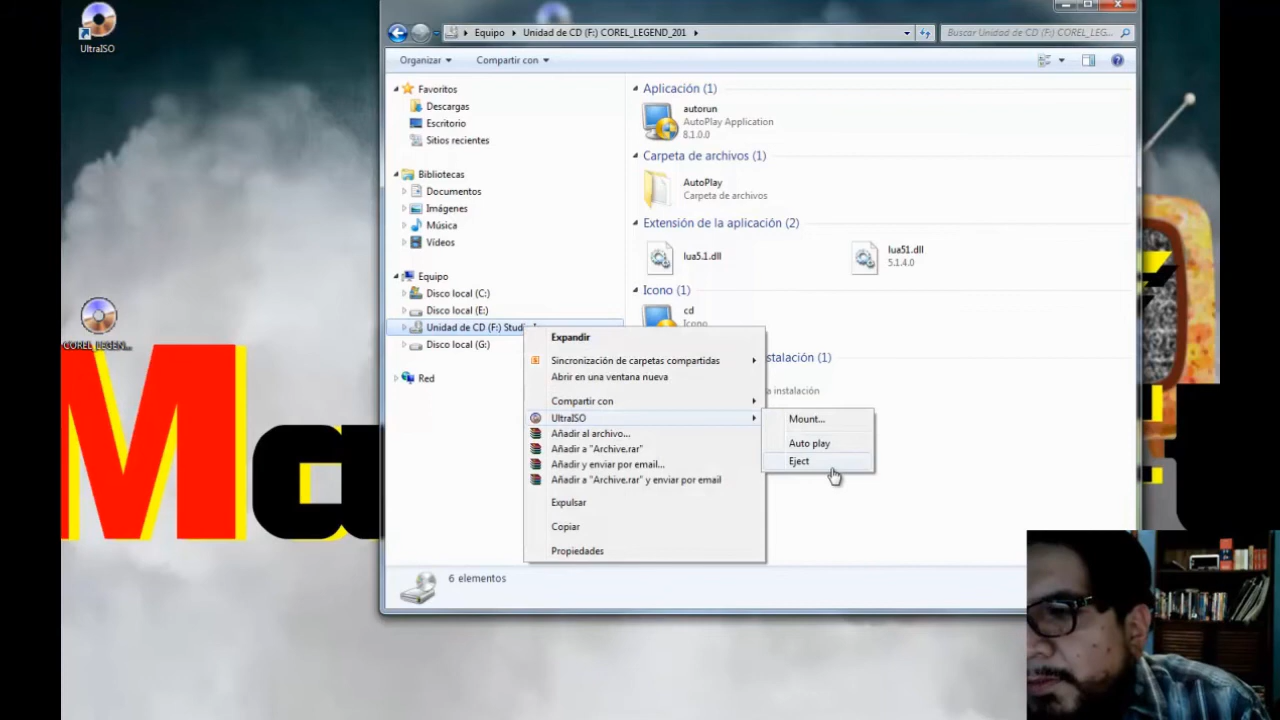 UltraISO
Equipo
Unidad de CD (F:) COREL_LEGEND_201
Buscar Unidad de CD (F:) COREL_LEG...
Organizar
Compartir con
Favoritos
Descargas
Escritorio
Sitios recientes
Bibliotecas
Documentos
Imágenes
Música
Vídeos
Equipo
Disco local (C:)
Disco local (E:)
Unidad de CD (F:)
Disco local (G:)
Red
Aplicación (1)
autorun
AutoPlay Application
8.1.0.0
Carpeta de archivos (1)
AutoPlay
Carpeta de archivos
Extensión de la aplicación (2)
lua5.1.dll
lua51.dll
5.1.4.0
Icono (1)
cd
Icono
stalación (1)
a instalación
Expandir
Sincronización de carpetas compartidas
Abrir en una ventana nueva
Compartir con
UltraISO
Añadir al archivo...
Añadir a "Archive.rar"
Añadir y enviar por email...
Añadir a "Archive.rar" y enviar por email
Expulsar
Copiar
Propiedades
Mount...
Auto play
Eject
6 elementos
COREL_LEGEN...
Ma